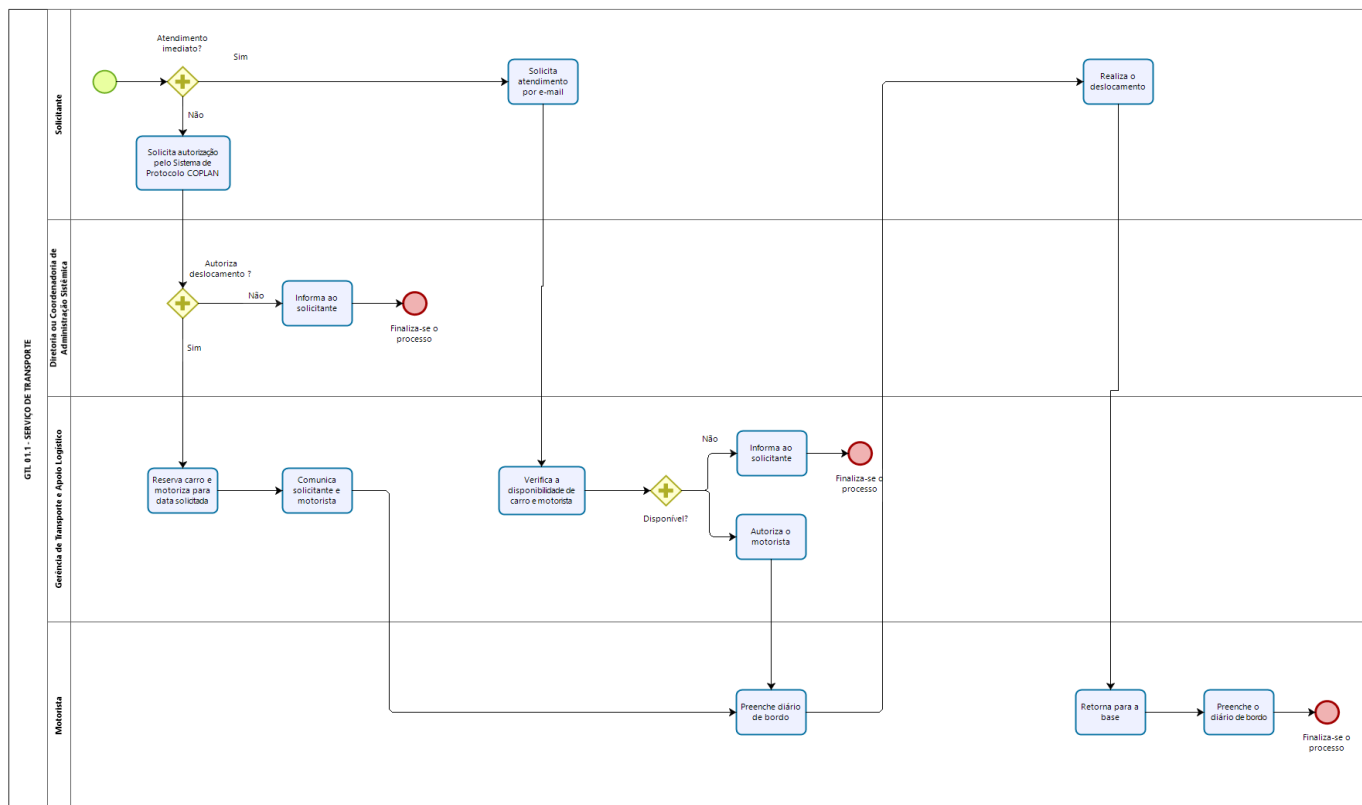 GTL 01.1 - SERVIÇO DE TRANSPORTE
Solicitante
Atendimento
imediato?
Sim
Não
Solicita autorização
pelo Sistema de
Protocolo COPLAN
Solicita
atendimento
por e-mail
Realiza o
deslocamento
Diretoria ou Coordenadoria de
Administração Sistêmica
Autoriza
deslocamento ?
Não
Sim
Informa ao
solicitante
Finaliza-se o
processo
Gerência de Transporte e Apoio Logístico
Reserva carro e
motoriza para
data solicitada
Comunica
solicitante e
motorista
Verifica a
disponibilidade de
carro e motorista
Disponível?
Não
Informa ao
solicitante
Finaliza-se o
processo
Autoriza o
motorista
Motorista
Preenche diário
de bordo
Retorna para a
base
Preenche o
diário de bordo
Finaliza-se o
processo